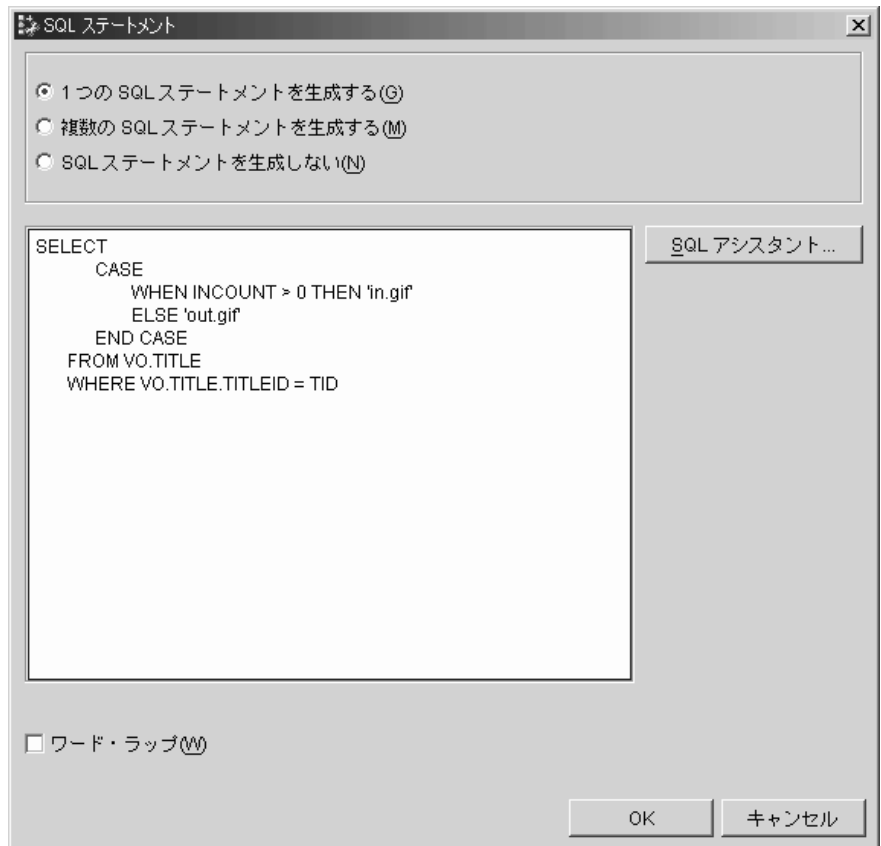 SQL ステートメント
1つの SQLステートメントを生成する(G)
複数の SQLステートメントを生成する(M)
SQLステートメントを生成しない(N)
SELECT
CASE
WHEN INCOUNT > 0 THEN 'in.gif'
ELSE 'out.gif'
END CASE
FROM VO.TITLE
WHERE VO.TITLE.TITLEID = TID
SQL アシスタント...
ワード・ラップ(W)
OK
キャンセル